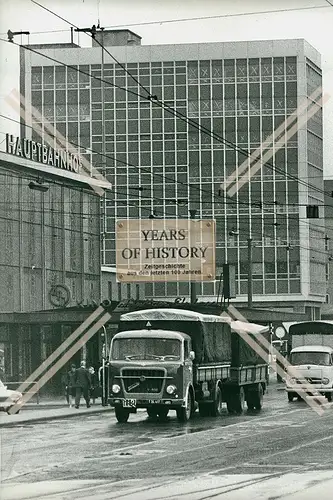 HAUPTBAHNHOF
YEARS
OF HISTORY
Zeitgeschichte
aus den letzten 100 Jahren